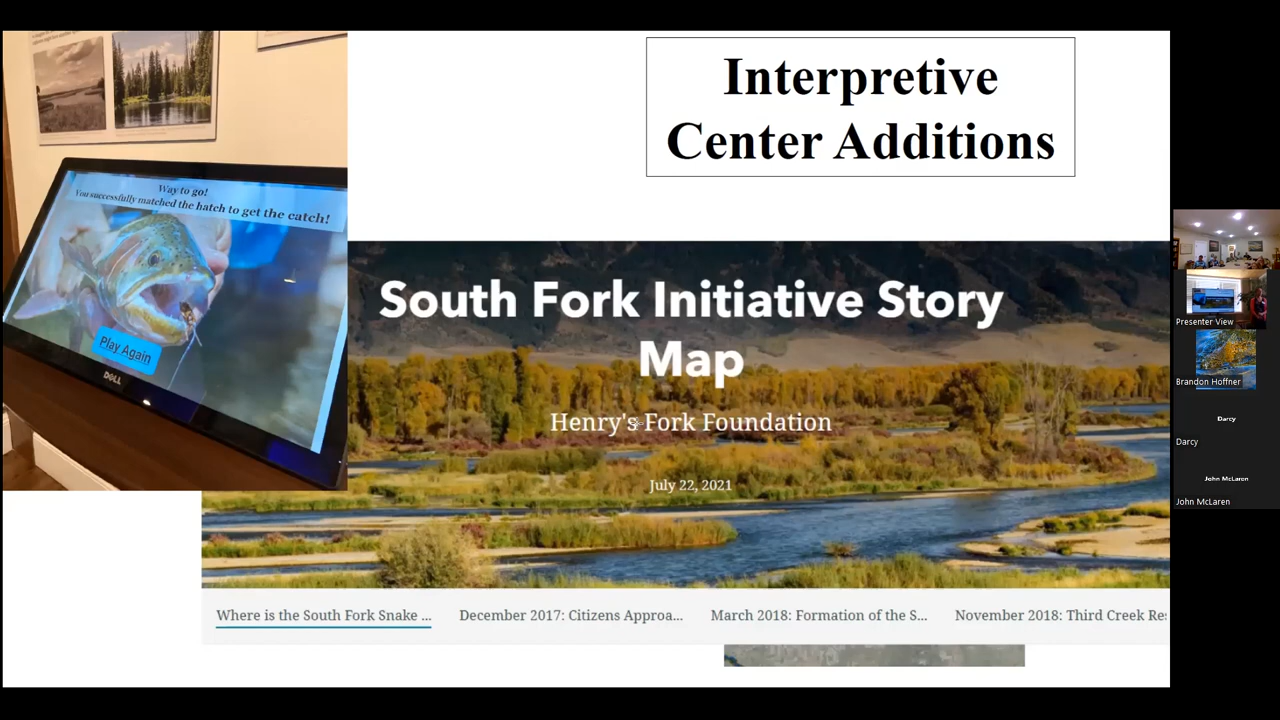 Interpretive
Center Additions
Way to go!
You successfully matched the hatch to get the catch!
Play Again
DELL
South Fork Initiative Story
Map
Henry's Fork Foundation
July 22, 2021
Where is the South Fork Snake ...
December 2017: Citizens Approa...
March 2018: Formation of the S...
November 2018: Third Creek Res
Presenter View
Brandon Hoffner
Darcy
Darcy
John McLaren
John McLaren